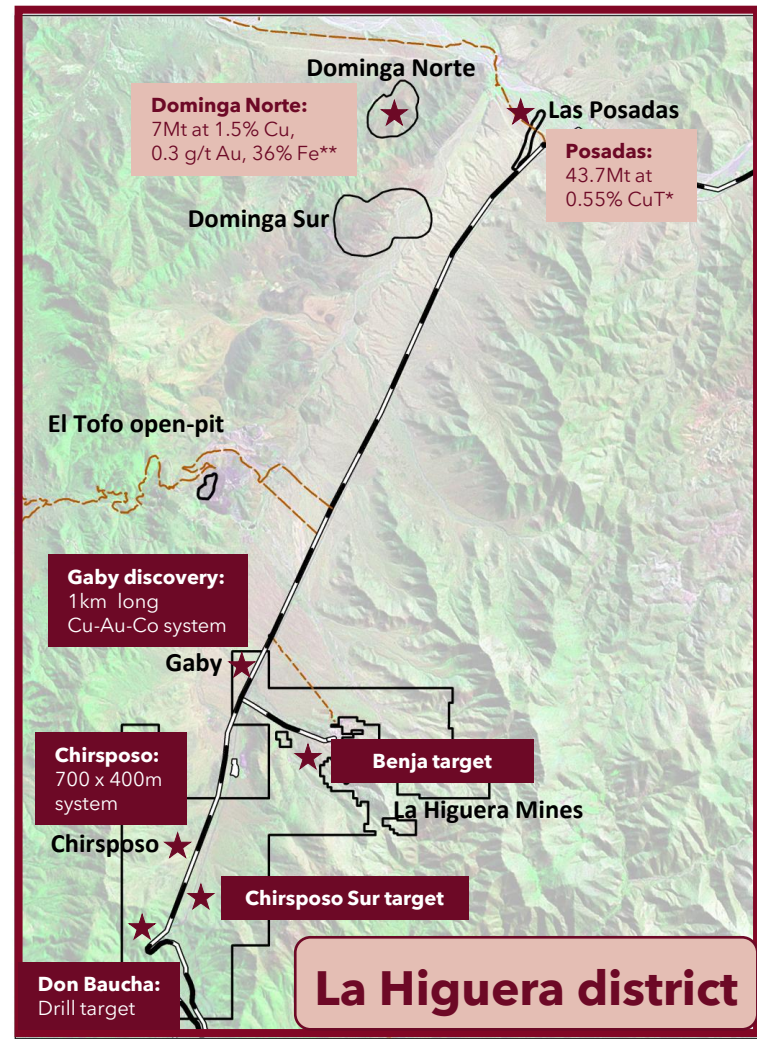 Dominga Norte
Dominga Norte:
7Mt at 1.5% Cu,
0.3 g/t Au, 36% Fe**
Las Posadas
Posadas:
43.7Mt at
0.55% CuT*
Dominga Sur
El Tofo open-pit
Gaby discovery:
1km long
Cu-Au-Co system
Gaby
Chirsposo:
700 x 400m
system
Benja target
La Higuera Mines
Chirsposo
Chirsposo Sur target
Don Baucha:
Drill target
La Higuera district